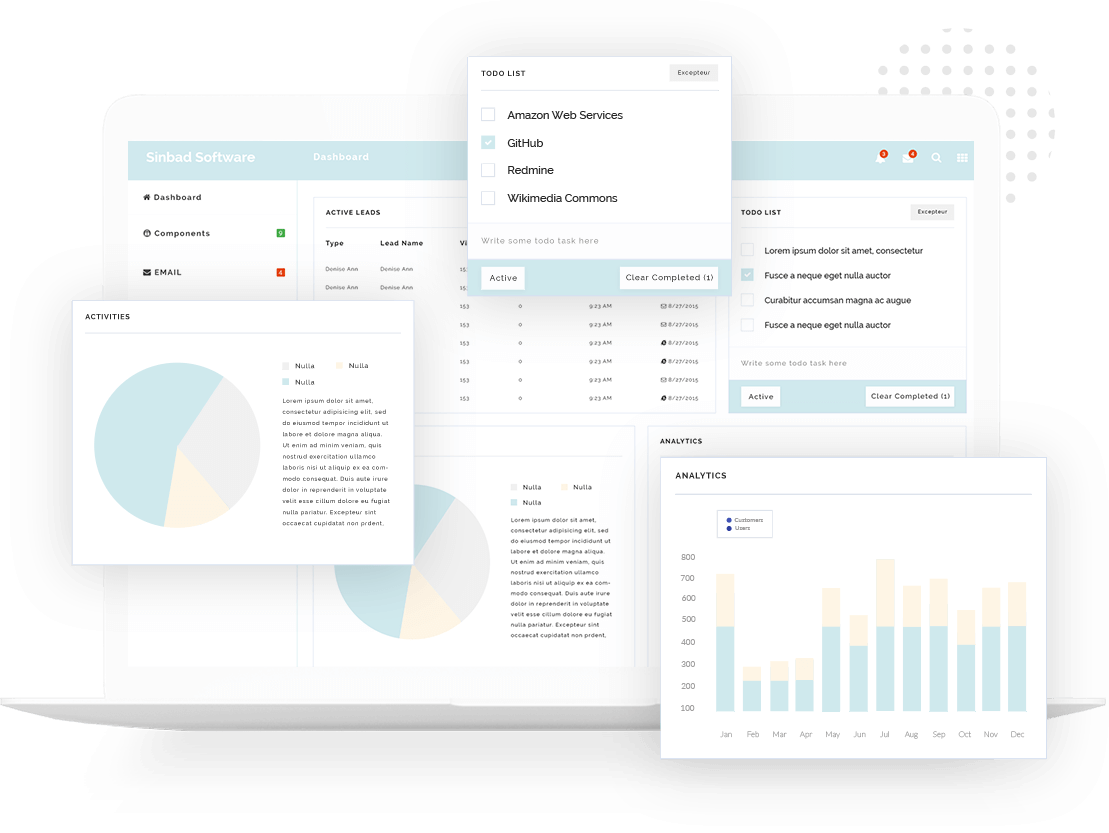 TODO LIST
Excepteur
Amazon Web Services
GitHub
Redmine
Wikimedia Commons
Write some todo task here
Active
Clear Completed (1)
Sinbad Software
Dashboard
3
4
Dashboard
Components
9
EMAIL
4
ACTIVE LEADS
Type Lead Name Vi
Denise Ann Denise Ann 153
Denise Ann Denise Ann 153
153 0 9:23 AM 8/27/2015
153 0 9:23 AM 8/27/2015
153 0 9:23 AM 8/27/2015
153 0 9:23 AM 8/27/2015
153 0 9:23 AM 8/27/2015
153 0 9:23 AM 8/27/2015
TODO LIST
Excepteur
Lorem ipsum dolor sit amet, consectetur
Fusce a neque eget nulla auctor
Curabitur accumsan magna ac augue
Fusce a neque eget nulla auctor
Write some todo task here
Active
Clear Completed (1)
ACTIVITIES
Nulla Nulla
Nulla
Lorem ipsum dolor sit amet,
consectetur adipisicing elit, sed
do eiusmod tempor incididunt ut
labore et dolore magna aliqua.
Ut enim ad minim veniam, quis
nostrud exercitation ullamco
laboris nisi ut aliquip ex ea com-
modo consequat. Duis aute irure
dolor in reprenderit in voluptate
velit esse cillum dolore eu fugiat
nulla pariatur. Excepteur sint
occaecat cupidatat non prdent,
Nulla Nulla
Nulla
Lorem ipsum dolor sit amet,
consectetur adipisicing elit, sed
do eiusmod tempor incididunt ut
labore et dolore magna aliqua.
Ut enim ad minim veniam, quis
nostrud exercitation ullamco
laboris nisi ut aliquip ex ea com-
modo consequat. Duis aute irure
dolor in reprenderit in voluptate
velit esse cillum dolore eu fugiat
nulla pariatur. Excepteur sint
occaecat cupidatat non prdent,
ANALYTICS
ANALYTICS
Customers
Users
800
700
600
500
400
300
200
100
Jan Feb Mar Apr May Jun Jul Aug Sep Oct Nov Dec